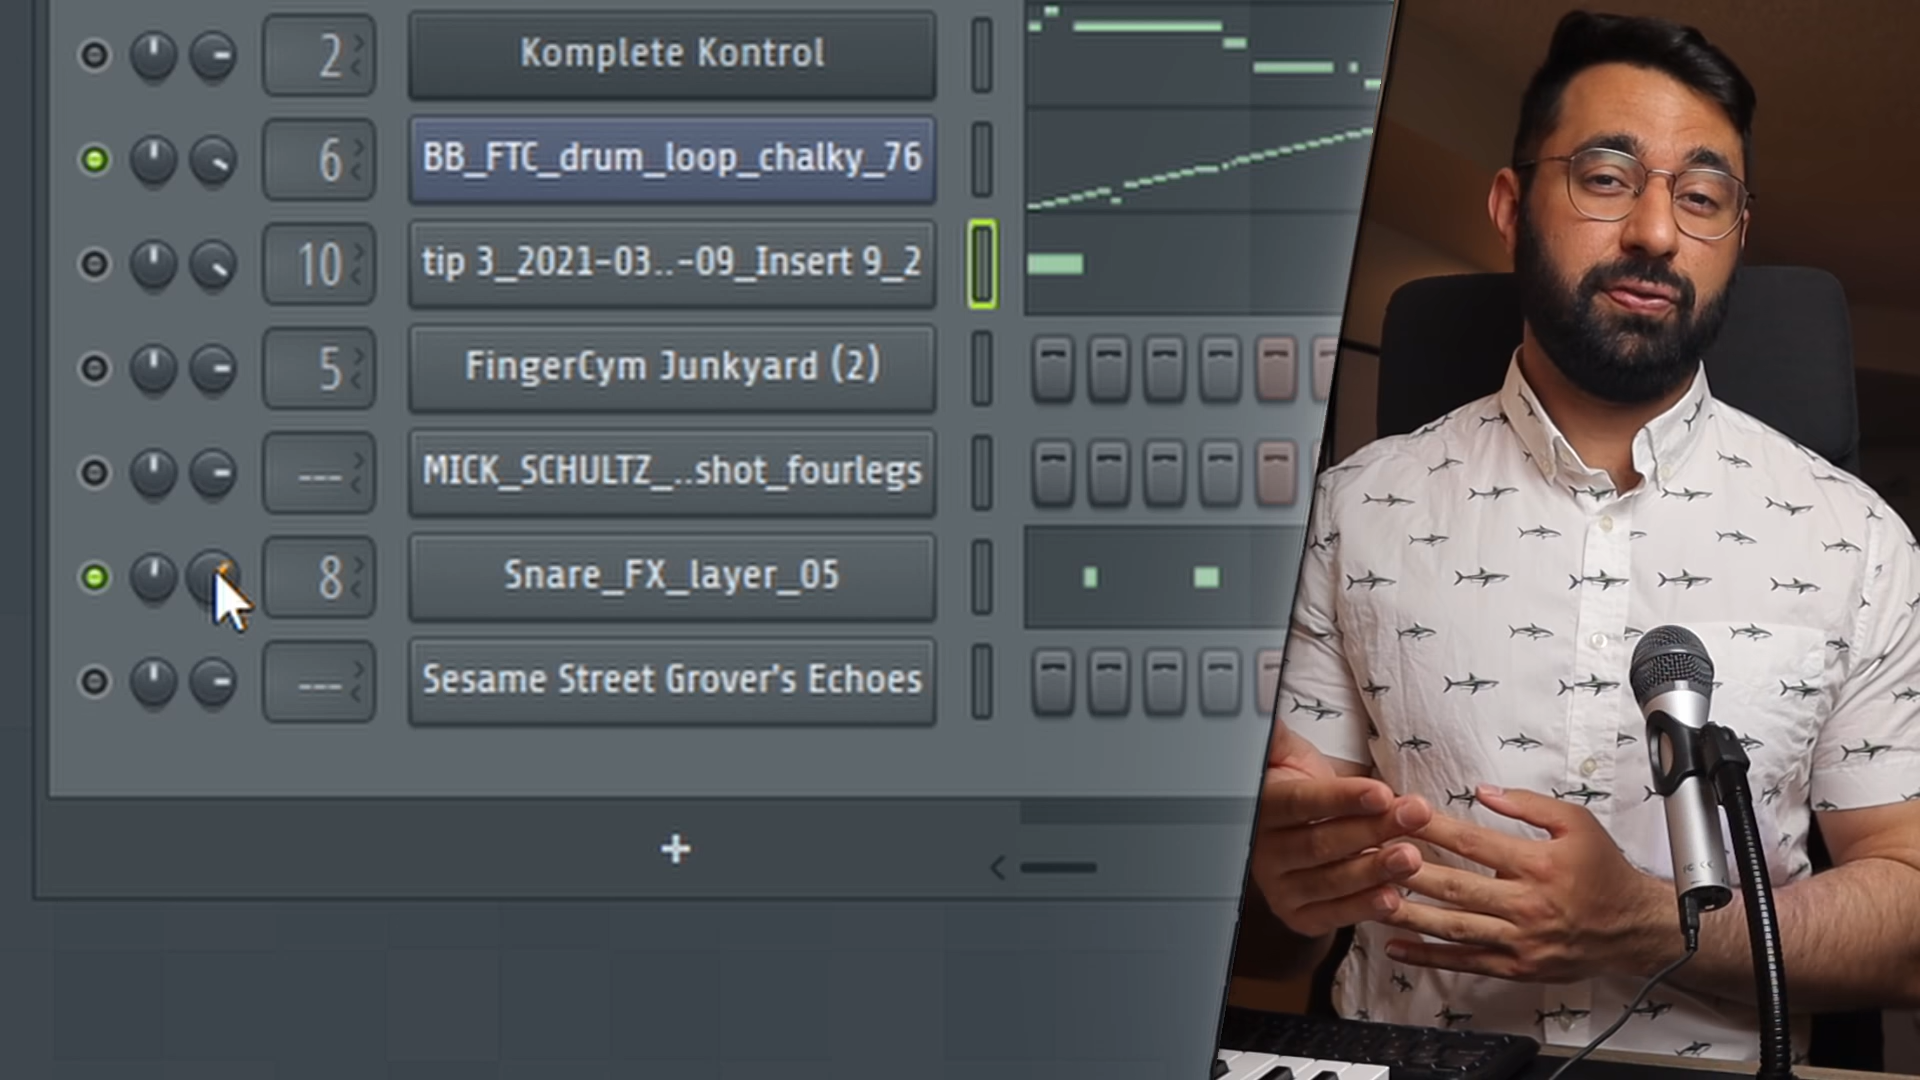 2 Komplete Kontrol
6 BB_FTC_drum_loop_chalky_76
10 tip 3_2021-03..-09_Insert 9_2
5 FingerCym Junkyard (2)
--- MICK_SCHULTZ_..shot_fourlegs
8 Snare_FX_layer_05
--- Sesame Street Grover's Echoes
+